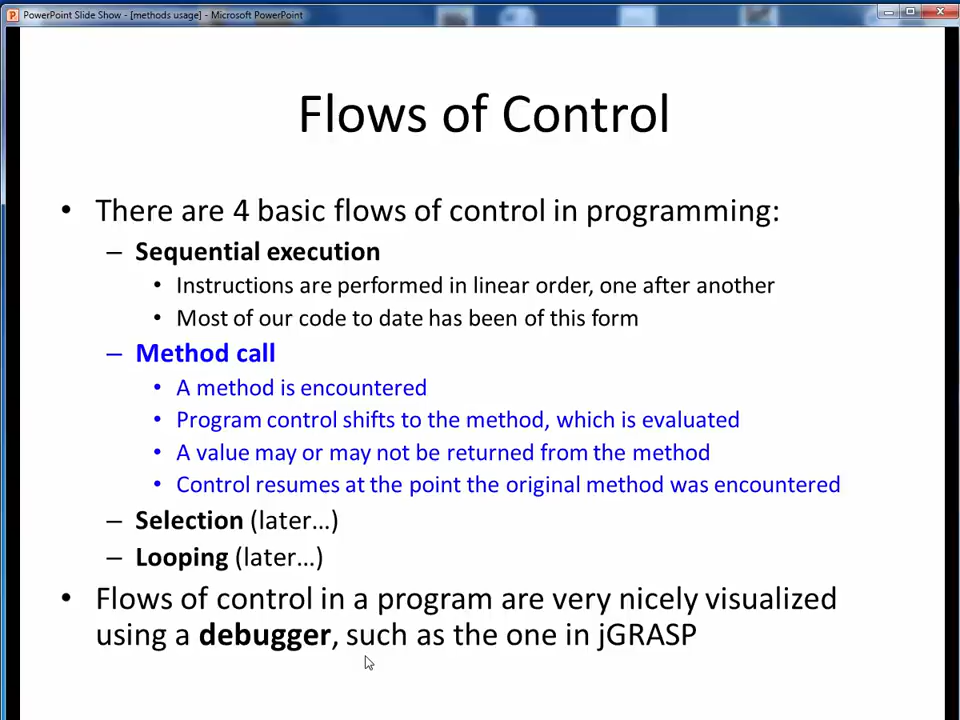 PowerPoint Slide Show - [methods usage] - Microsoft PowerPoint
Flows of Control
• There are 4 basic flows of control in programming:
– Sequential execution
• Instructions are performed in linear order, one after another
• Most of our code to date has been of this form
– Method call
• A method is encountered
• Program control shifts to the method, which is evaluated
• A value may or may not be returned from the method
• Control resumes at the point the original method was encountered
– Selection (later…)
– Looping (later…)
• Flows of control in a program are very nicely visualized
using a debugger, such as the one in jGRASP